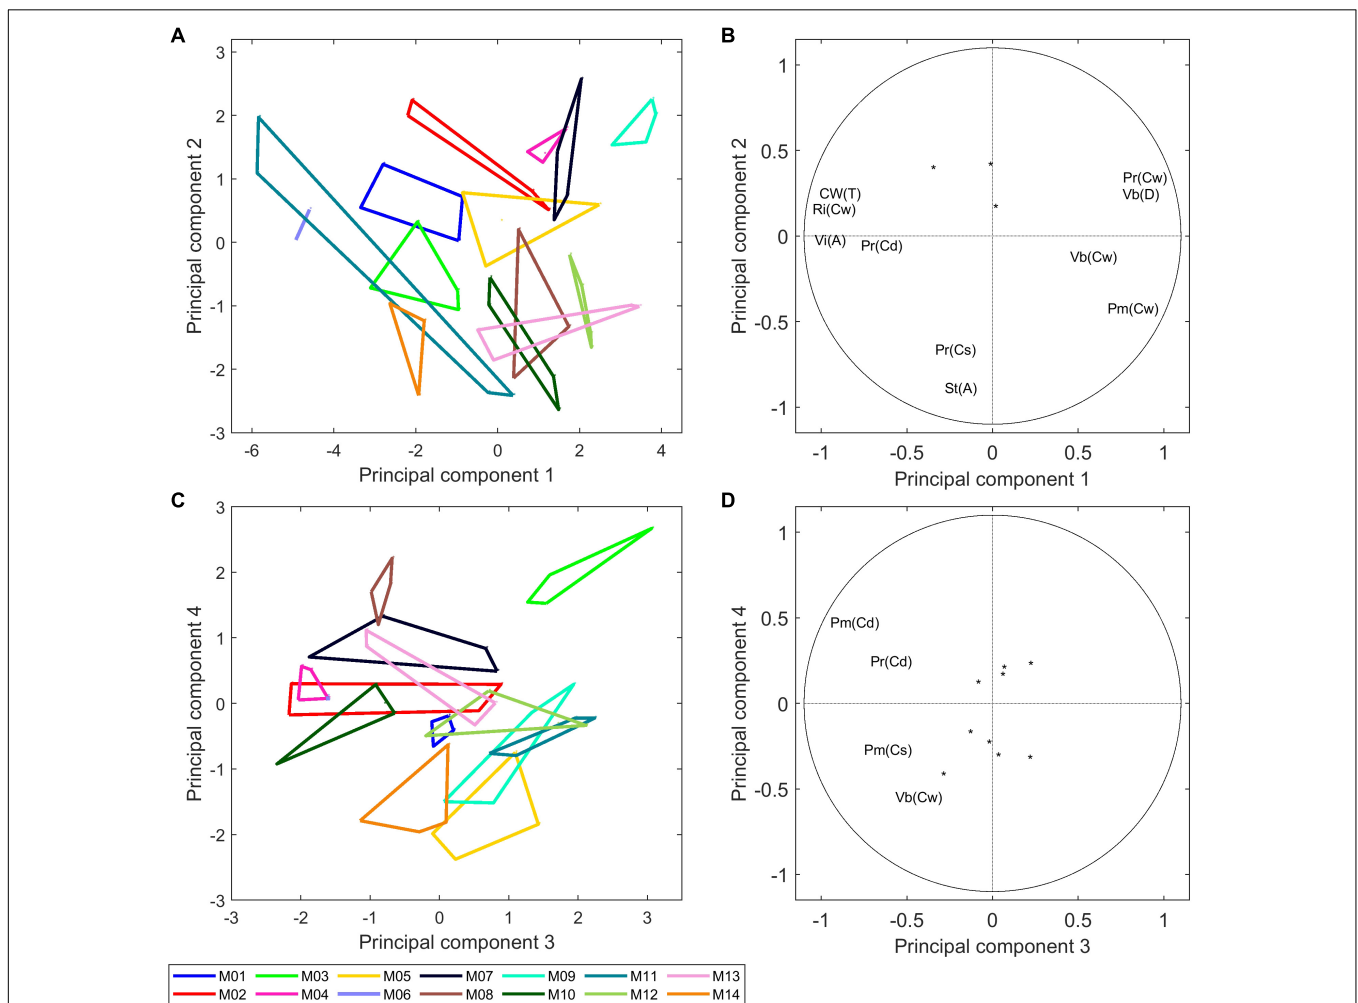 A
3
2
1
0
-1
-2
-3
-6
-4
-2
0
2
4
Principal component 2
Principal component 1
B
1
0.5
0
-0.5
-1
-1
-0.5
0
0.5
1
Principal component 2
Principal component 1
Pr(Cw)
CW(T)
Vb(D)
Ri(Cw)
Vi(A)
Pr(Cd)
Vb(Cw)
Pm(Cw)
Pr(Cs)
St(A)
C
3
2
1
0
-1
-2
-3
-3
-2
-1
0
1
2
3
Principal component 4
Principal component 3
D
1
0.5
0
-0.5
-1
-1
-0.5
0
0.5
1
Principal component 4
Principal component 3
Pm(Cd)
Pr(Cd)
Pm(Cs)
Vb(Cw)
M01 M03 M05 M07 M09 M11 M13
M02 M04 M06 M08 M10 M12 M14